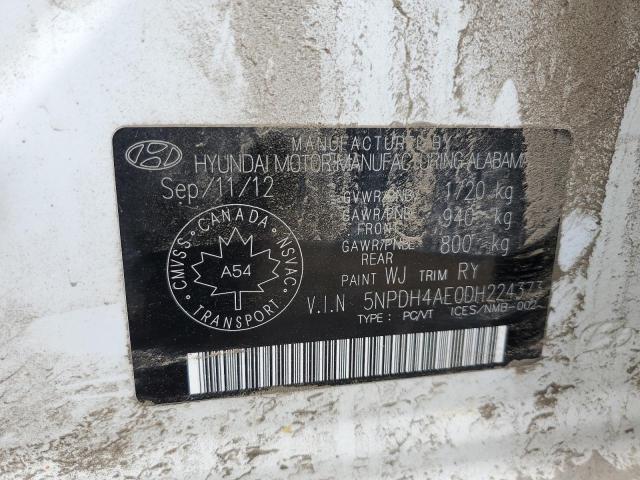 MANUFACTURED BY
HYUNDAI MOTOR MANUFACTURING ALABAMA
Sep/11/12
GVWR/PNBV 1720 kg
GAWR/PNBE FRONT 940 kg
GAWR/PNBE REAR 800 kg
PAINT WJ TRIM RY
V.I.N 5NPDH4AE0DH224373
TYPE: PC/VT ICES/NMB-002
CMVSS • CANADA • NSVAC
A54
TRANSPORT